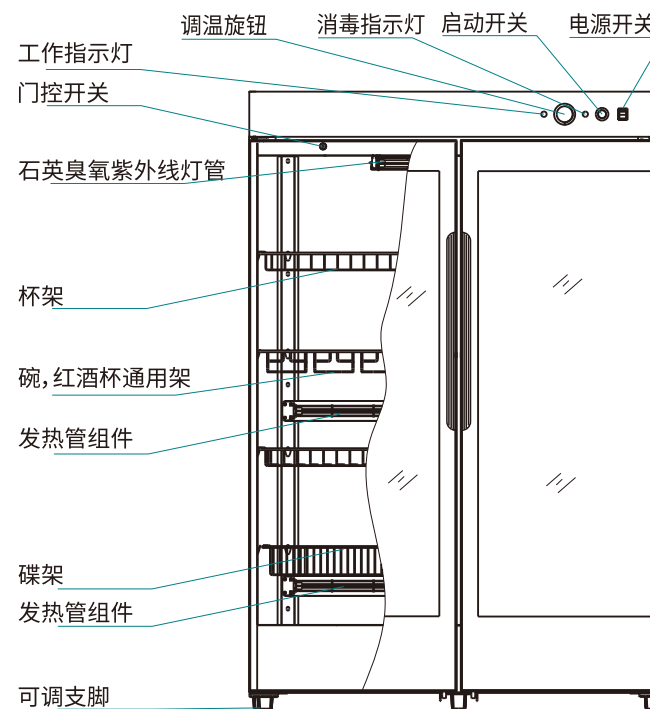 调温旋钮 消毒指示灯 启动开关 电源开关
工作指示灯
门控开关
石英臭氧紫外线灯管
杯架
碗,红酒杯通用架
发热管组件
碟架
发热管组件
可调支脚